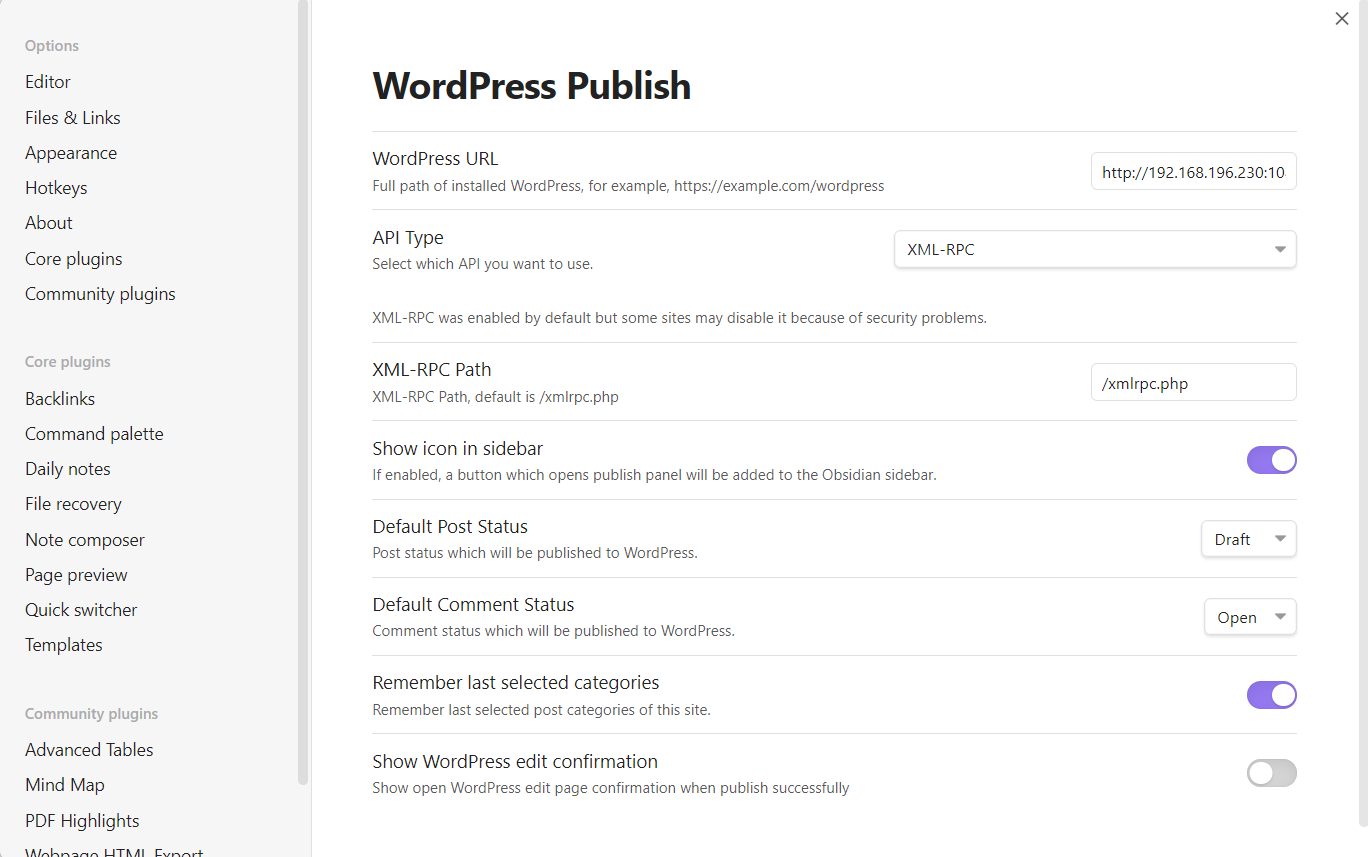 Options
Editor
Files & Links
Appearance
Hotkeys
About
Core plugins
Community plugins
Core plugins
Backlinks
Command palette
Daily notes
File recovery
Note composer
Page preview
Quick switcher
Templates
Community plugins
Advanced Tables
Mind Map
PDF Highlights
Webpage HTML Export
WordPress Publish
WordPress URL
Full path of installed WordPress, for example, https://example.com/wordpress
http://192.168.196.230:10
API Type
Select which API you want to use.
XML-RPC
XML-RPC was enabled by default but some sites may disable it because of security problems.
XML-RPC Path
XML-RPC Path, default is /xmlrpc.php
/xmlrpc.php
Show icon in sidebar
If enabled, a button which opens publish panel will be added to the Obsidian sidebar.
Default Post Status
Post status which will be published to WordPress.
Draft
Default Comment Status
Comment status which will be published to WordPress.
Open
Remember last selected categories
Remember last selected post categories of this site.
Show WordPress edit confirmation
Show open WordPress edit page confirmation when publish successfully